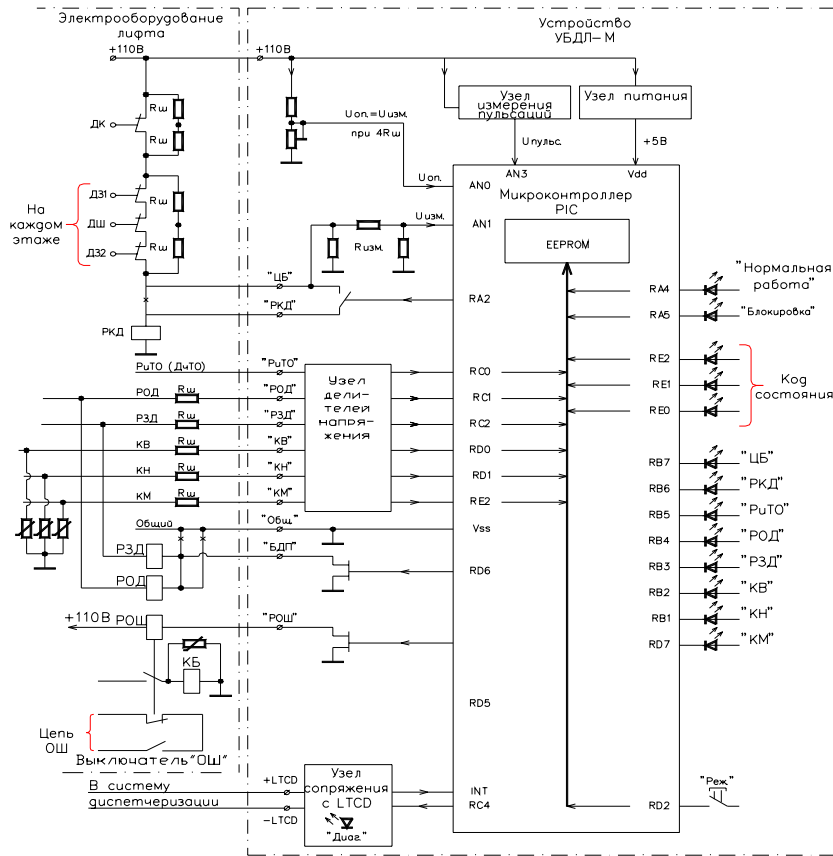 Электрооборудование
лифта
Устройство
УБДЛ-М
+110В
+110В
Rш
ДК
Rш
Узел
измерения
пульсаций
Узел питания
Uоп.=Uизм.
при 4Rш
Uпульс.
+5В
AN3
Vdd
На
каждом
этаже
ДЗ1
ДШ
ДЗ2
Rш
Rш
Uоп.
AN0
Микроконтроллер
PIC
Uизм.
AN1
EEPROM
Rизм.
"ЦБ"
"РКД"
RA2
РКД
RA4
"Нормальная
работа"
RA5
"Блокировка"
RE2
RE1
RE0
Код
состояния
РиТО (ДчТО)
"РиТО"
Узел
дели-
телей
напря-
жения
RC0
РОД
Rш
"РОД"
RC1
РЗД
Rш
"РЗД"
RC2
КВ
Rш
"КВ"
RD0
КН
Rш
"КН"
RD1
КМ
Rш
"КМ"
RE2
Общий
"Общ."
Vss
РЗД
"БДП"
РОД
RD6
RB7
"ЦБ"
RB6
"РКД"
RB5
"РиТО"
RB4
"РОД"
RB3
"РЗД"
RB2
"КВ"
RB1
"КН"
RD7
"КМ"
+110В
РОШ
"РОШ"
КБ
RD5
Цепь
ОШ
Выключатель"ОШ"
В систему
диспетчеризации
+LTCD
-LTCD
Узел
сопряжения
с LTCD
"Диаг."
INT
RC4
"Реж."
RD2